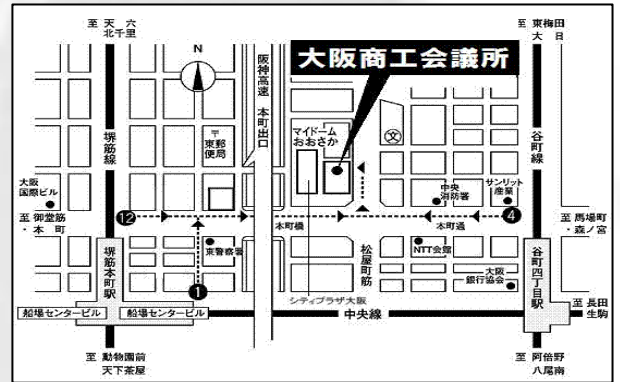 至 天 六
北千里
至 東梅田
大 日
N
阪神高速 本町出口
大阪商工会議所
堺筋線
〒
東郵
便局
マイドーム
おおさか
文
谷町線
大阪
国際ビル
中央
消防署
サンリット
産業
至 御堂筋
・本 町
12
4
至 馬場町
・森ノ宮
本町橋
本町通
東警察署
松屋町筋
NTT会館
堺筋本町駅
谷町四丁目駅
大阪
銀行協会
1
シティプラザ大阪
至 長田
生駒
船場センタービル
船場センタービル
中央線
至 動物園前
天下茶屋
至 阿倍野
八尾南